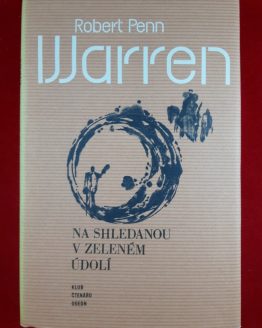 Robert Penn
Warren
NA SHLEDANOU
V ZELENÉM
ÚDOLÍ
KLUB
ČTENÁŘŮ
ODEON